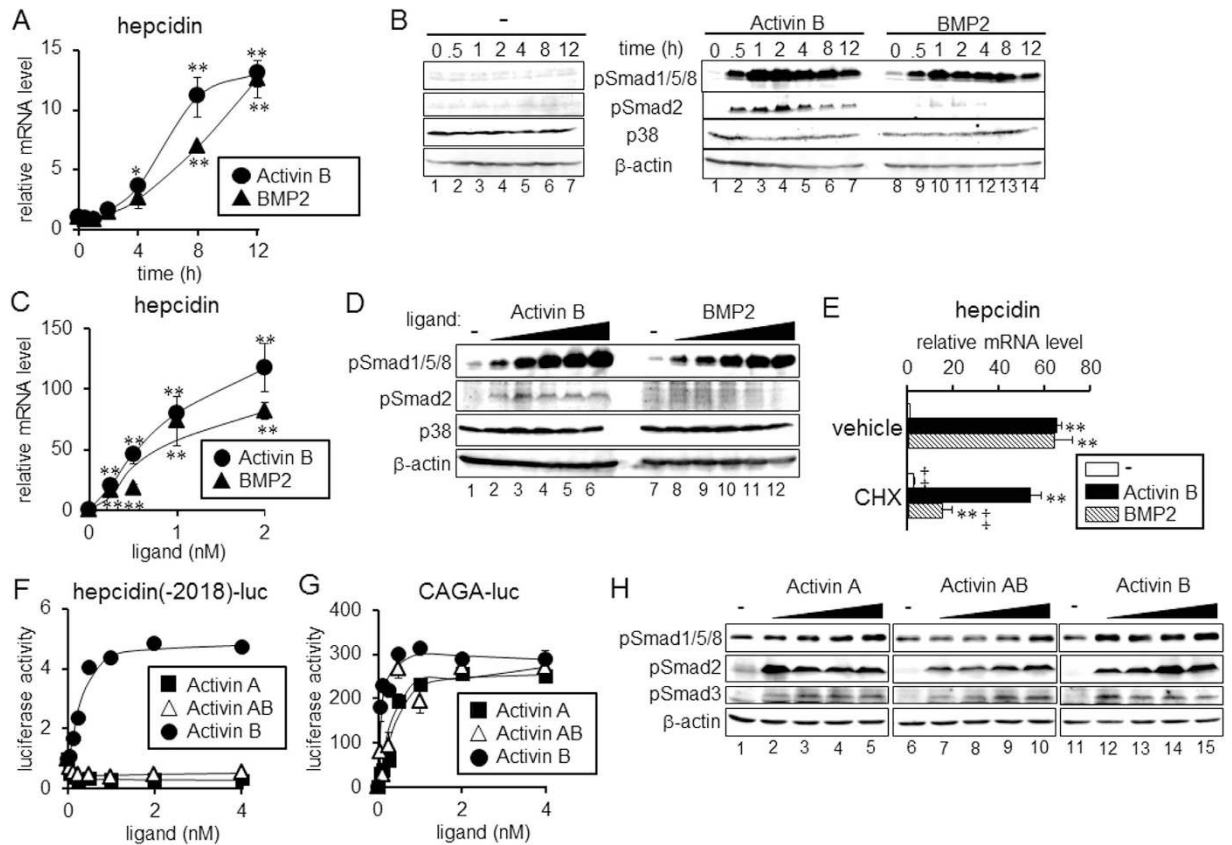 A
hepcidin
relative mRNA level
15
10
5
0
0 4 8 12
time (h)
**
**
*
**
**
Activin B
BMP2
B
-
Activin B
BMP2
0 .5 1 2 4 8 12
time (h)
0 .5 1 2 4 8 12
0 .5 1 2 4 8 12
pSmad1/5/8
pSmad2
p38
β-actin
1 2 3 4 5 6 7
1 2 3 4 5 6 7 8 9 10 11 12 13 14
C
hepcidin
relative mRNA level
150
100
50
0
0 1 2
ligand (nM)
**
**
**
**
**
**
**
**
Activin B
BMP2
D
ligand:
-
Activin B
-
BMP2
pSmad1/5/8
pSmad2
p38
β-actin
1 2 3 4 5 6 7 8 9 10 11 12
E
hepcidin
relative mRNA level
0 20 40 60 80
vehicle
**
**
CHX
‡
**
** ‡
-
Activin B
BMP2
F
hepcidin(-2018)-luc
luciferase activity
6
4
2
0
0 2 4
ligand (nM)
Activin A
Activin AB
Activin B
G
CAGA-luc
luciferase activity
400
300
200
100
0
0 2 4
ligand (nM)
Activin A
Activin AB
Activin B
H
-
Activin A
-
Activin AB
-
Activin B
pSmad1/5/8
pSmad2
pSmad3
β-actin
1 2 3 4 5 6 7 8 9 10 11 12 13 14 15